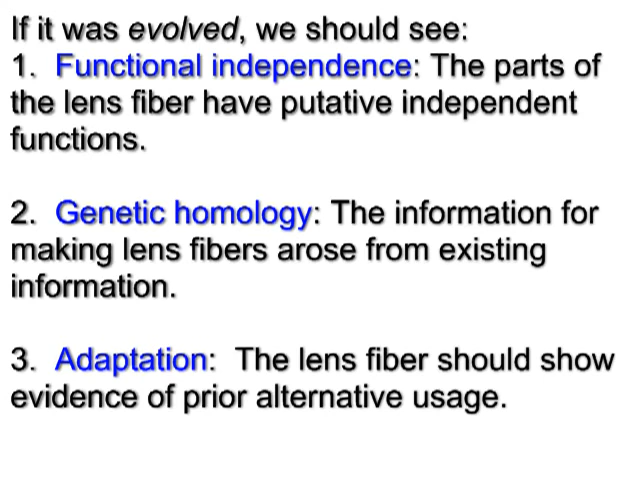 If it was evolved, we should see:
1.  Functional independence: The parts of
the lens fiber have putative independent
functions.
2.  Genetic homology: The information for
making lens fibers arose from existing
information.
3.  Adaptation:  The lens fiber should show
evidence of prior alternative usage.